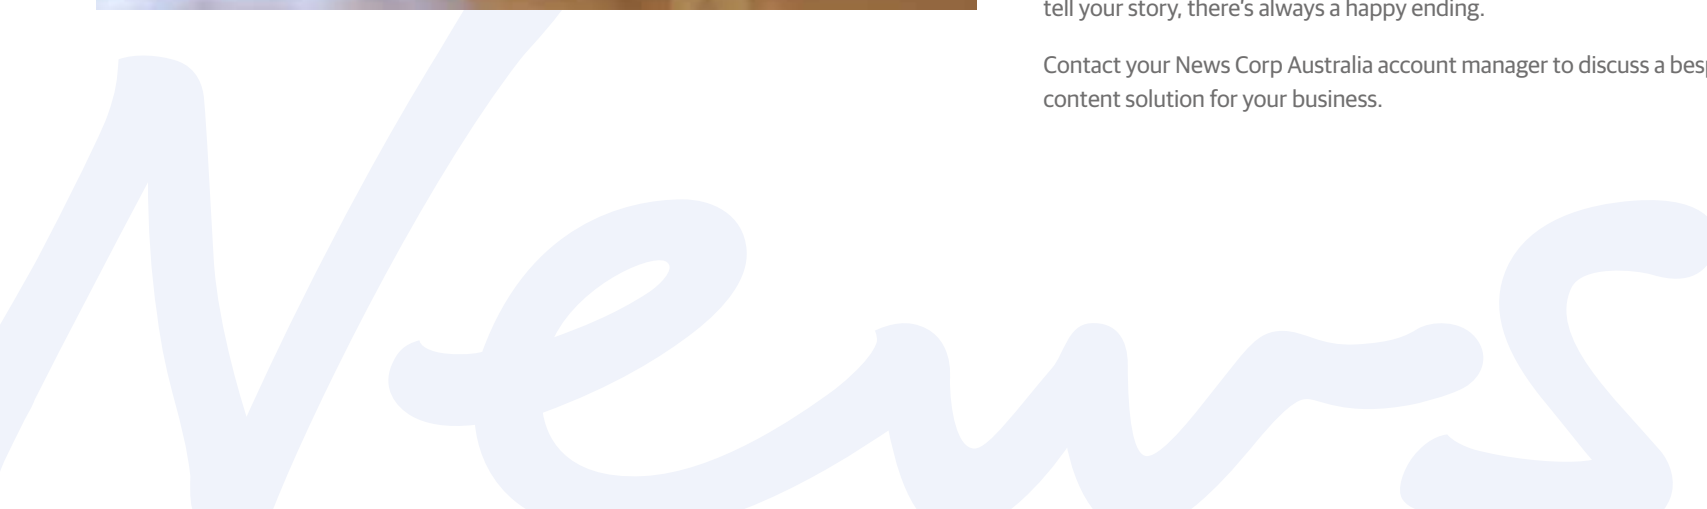 tell your story, there's always a happy ending.
Contact your News Corp Australia account manager to discuss a
content solution for your business.
News